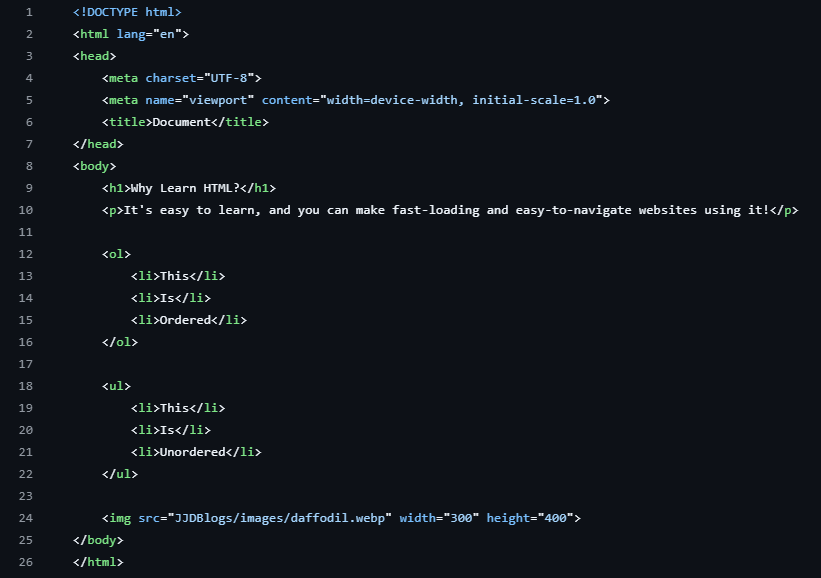 1 <!DOCTYPE html>
2 <html lang="en">
3 <head>
4     <meta charset="UTF-8">
5     <meta name="viewport" content="width=device-width, initial-scale=1.0">
6     <title>Document</title>
7 </head>
8 <body>
9     <h1>Why Learn HTML?</h1>
10     <p>It's easy to learn, and you can make fast-loading and easy-to-navigate websites using it!</p>
11
12     <ol>
13         <li>This</li>
14         <li>Is</li>
15         <li>Ordered</li>
16     </ol>
17
18     <ul>
19         <li>This</li>
20         <li>Is</li>
21         <li>Unordered</li>
22     </ul>
23
24     <img src="JJDBlogs/images/daffodil.webp" width="300" height="400">
25 </body>
26 </html>